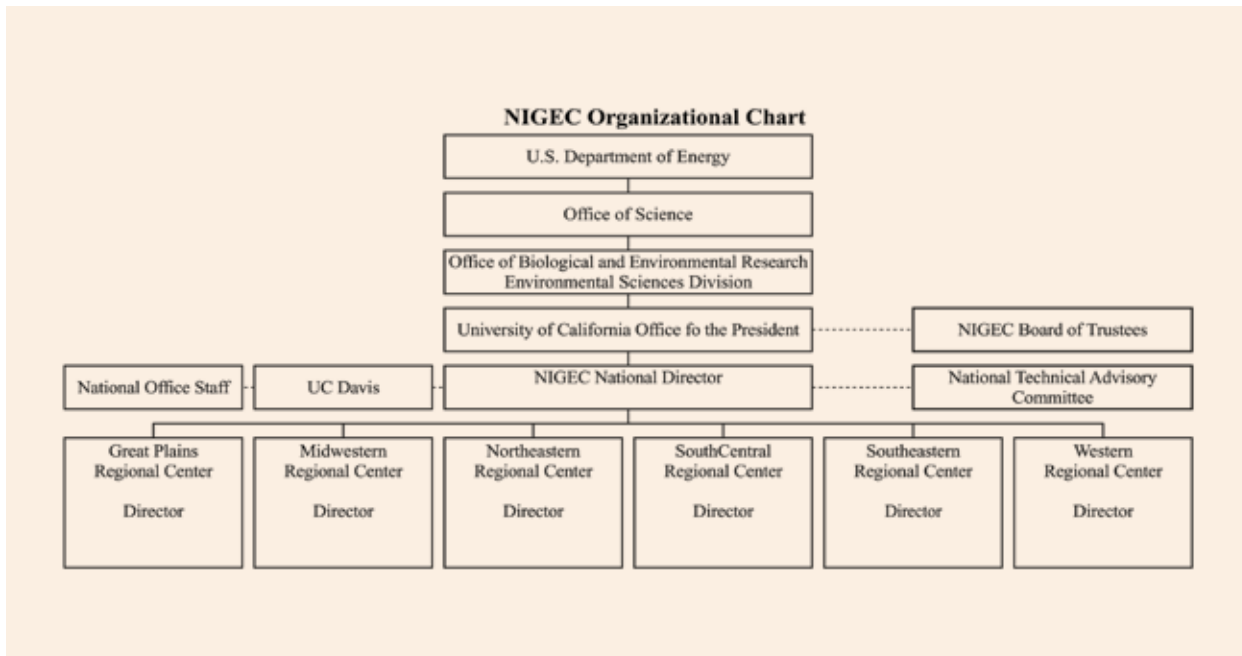 NIGEC Organizational Chart
U.S. Department of Energy
Office of Science
Office of Biological and Environmental Research
Environmental Sciences Division
University of California Office fo the President
NIGEC Board of Trustees
National Office Staff
UC Davis
NIGEC National Director
National Technical Advisory
Committee
Great Plains
Regional Center
Director
Midwestern
Regional Center
Director
Northeastern
Regional Center
Director
SouthCentral
Regional Center
Director
Southeastern
Regional Center
Director
Western
Regional Center
Director